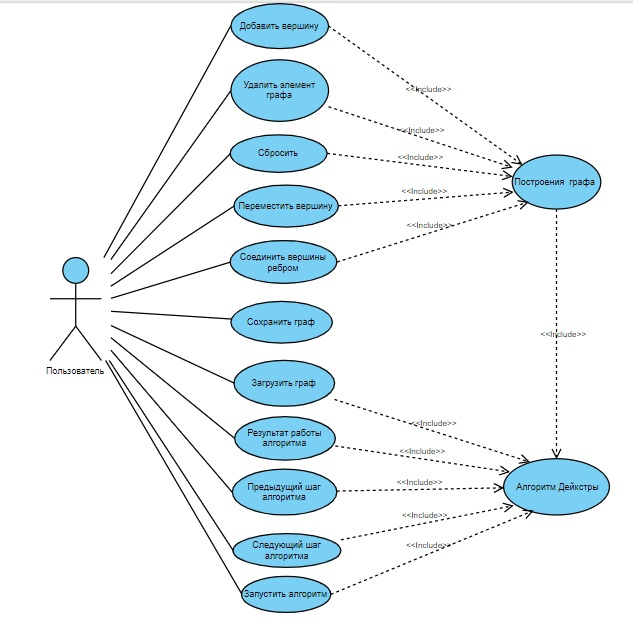 Добавить вершину
<<Include>>
Удалить элемент
графа
<<Include>>
Сбросить
<<Include>>
Построения графа
Переместить вершину
<<Include>>
<<Include>>
Соединить вершины
ребром
Сохранить граф
<<Include>>
Пользователь
Загрузить граф
<<Include>>
Результат работы
алгоритма
<<Include>>
Предыдущий шаг
алгоритма
<<Include>>
Алгоритм Дейкстры
<<Include>>
Следующий шаг
алгоритма
<<Include>>
Запустить алгоритм